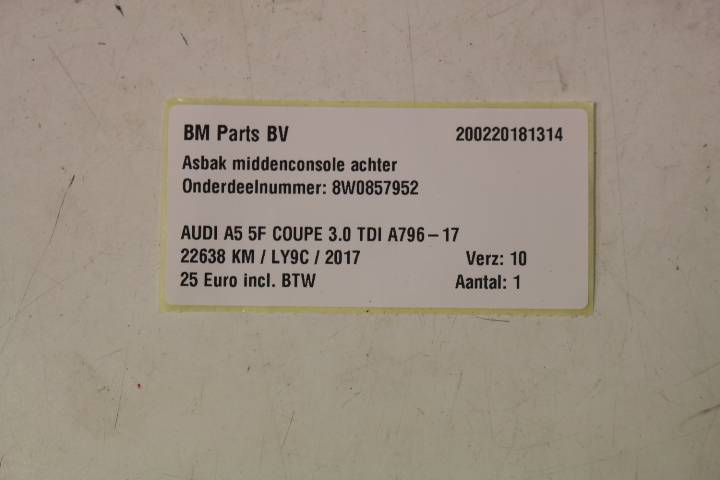 BM Parts BV 200220181314
Asbak middenconsole achter
Onderdeelnummer: 8W0857952
AUDI A5 5F COUPE 3.0 TDI A796-17
22638 KM / LY9C / 2017 Verz: 10
25 Euro incl. BTW Aantal: 1